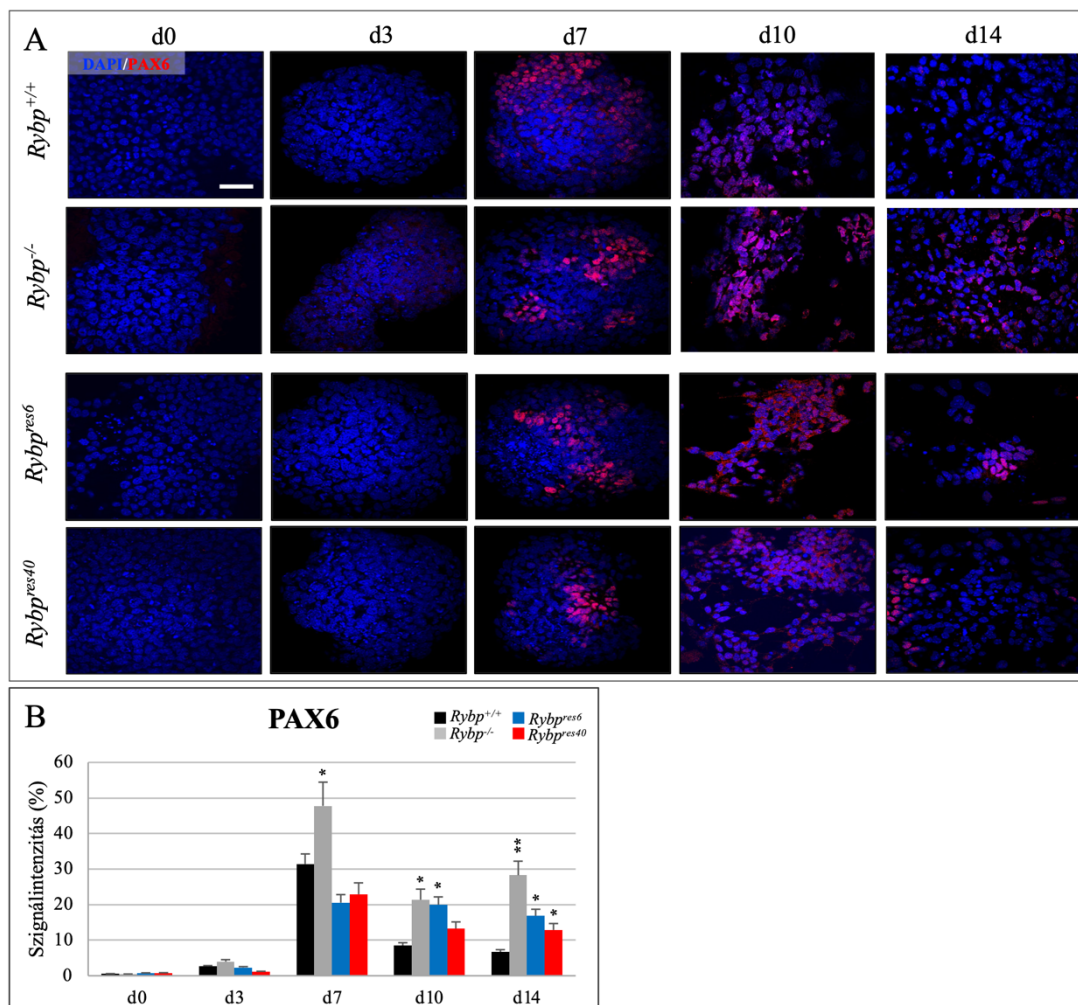 A
d0 d3 d7 d10 d14
DAPI/PAX6
Rybp+/+
Rybp-/-
Rybpres6
Rybpres40
B
PAX6
Rybp+/+ Rybpres6
Rybp-/- Rybpres40
Szignálintenzitás (%)
60
50
40
30
20
10
0
* * * ** * *
d0 d3 d7 d10 d14